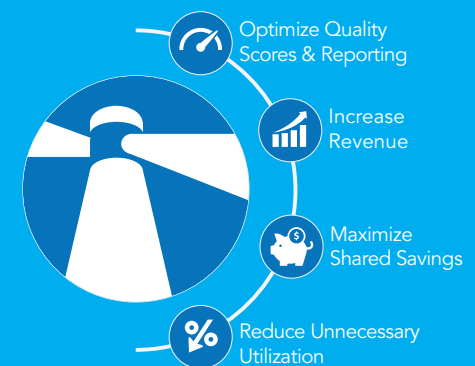 Optimize Quality
Scores & Reporting
Increase
Revenue
$
Maximize
Shared Savings
%
Reduce Unnecessary
Utilization